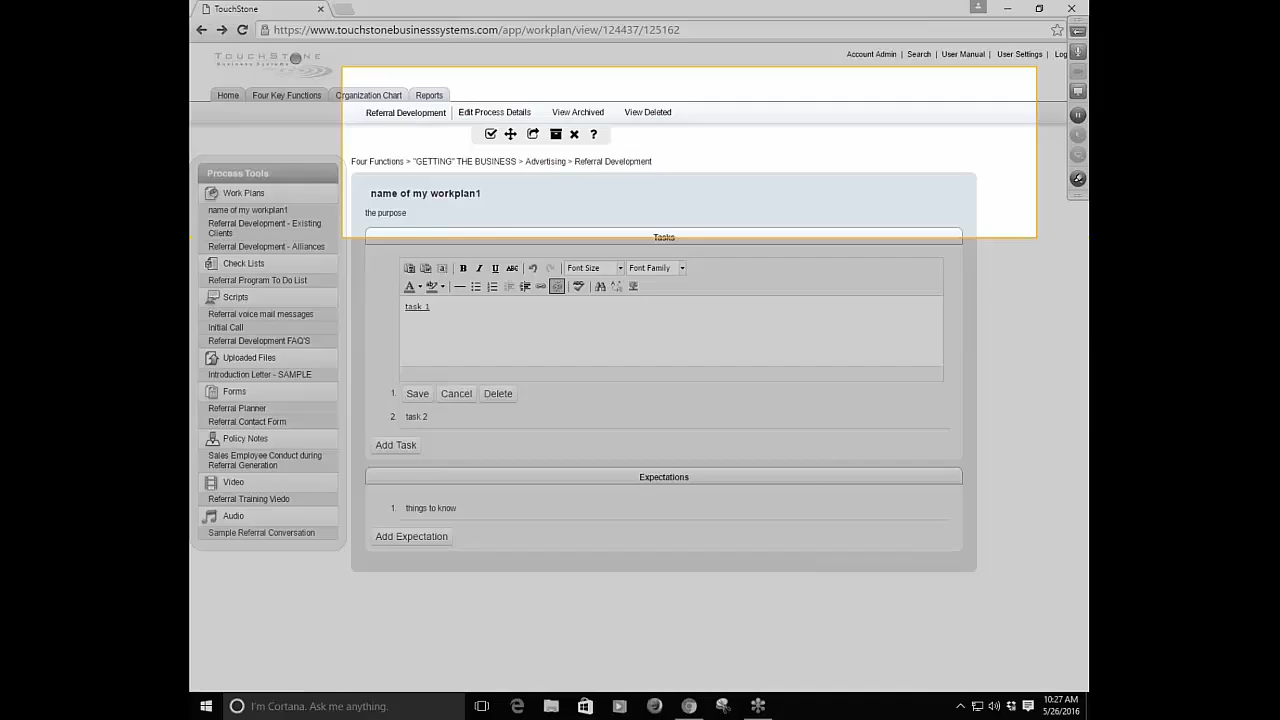 TouchStone
https://www.touchstonebusinesssystems.com/app/workplan/view/124437/125162
TOUCHSTONE
Business Systems
Account Admin | Search | User Manual | User Settings | Log
Home Four Key Functions Organization Chart Reports
Referral Development Edit Process Details View Archived View Deleted
Four Functions > "GETTING" THE BUSINESS > Advertising > Referral Development
Process Tools
Work Plans
name of my workplan1
Referral Development - Existing
Clients
Referral Development - Alliances
Check Lists
Referral Program To Do List
Scripts
Referral voice mail messages
Initial Call
Referral Development FAQ'S
Uploaded Files
Introduction Letter - SAMPLE
Forms
Referral Planner
Referral Contact Form
Policy Notes
Sales Employee Conduct during
Referral Generation
Video
Referral Training Viedo
Audio
Sample Referral Conversation
name of my workplan1
the purpose
Tasks
B I U ABC Font Size Font Family
task 1
1. Save Cancel Delete
2. task 2
Add Task
Expectations
1. things to know
Add Expectation
I'm Cortana. Ask me anything.
10:27 AM
5/26/2016